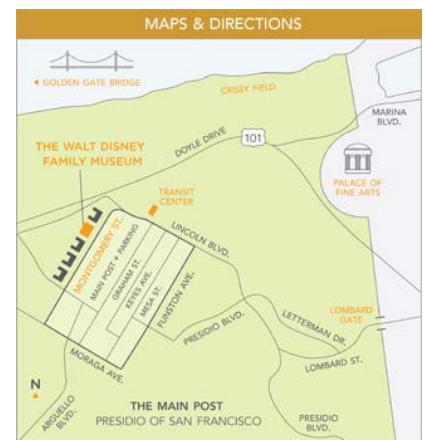 MAPS & DIRECTIONS
◄ GOLDEN GATE BRIDGE
CRISSY FIELD
MARINA
BLVD.
DOYLE DRIVE
101
THE WALT DISNEY
FAMILY MUSEUM
PALACE OF
FINE ARTS
TRANSIT
CENTER
MONTGOMERY ST.
MAIN POST + PARKING
GRAHAM ST.
KEYES AVE.
MESA ST.
FUNSTON AVE.
LINCOLN BLVD.
PRESIDIO BLVD.
LETTERMAN DR.
LOMBARD
GATE
LOMBARD ST.
MORAGA AVE.
N
ARGUELLO
BLVD.
THE MAIN POST
PRESIDIO OF SAN FRANCISCO
PRESIDIO
BLVD.